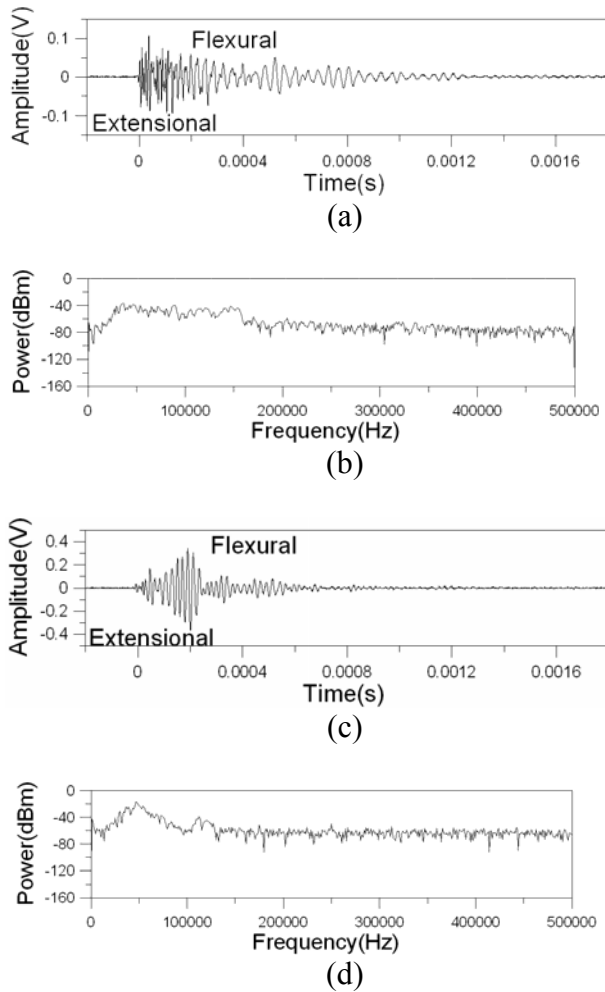 Amplitude(V)
0.1
0
-0.1
Flexural
Extensional
0 0.0004 0.0008 0.0012 0.0016
Time(s)
(a)
Power(dBm)
0
-40
-80
-120
-160
0 100000 200000 300000 400000 500000
Frequency(Hz)
(b)
Amplitude(V)
0.4
0.2
0
-0.2
-0.4
Flexural
Extensional
0 0.0004 0.0008 0.0012 0.0016
Time(s)
(c)
Power(dBm)
0
-40
-80
-120
-160
0 100000 200000 300000 400000 500000
Frequency(Hz)
(d)